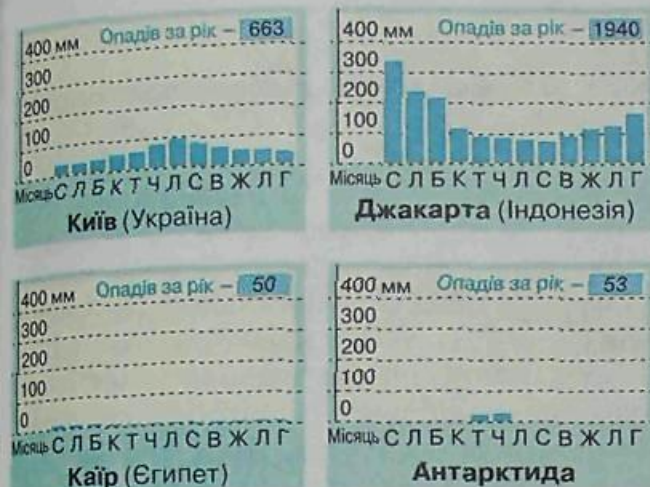 400 мм Опадів за рік – 663
300
200
100
0
Місяць С Л Б К Т Ч Л С В Ж Л Г
Київ (Україна)
400 мм Опадів за рік – 1940
300
200
100
0
Місяць С Л Б К Т Ч Л С В Ж Л Г
Джакарта (Індонезія)
400 мм Опадів за рік – 50
300
200
100
0
Місяць С Л Б К Т Ч Л С В Ж Л Г
Каїр (Єгипет)
400 мм Опадів за рік – 53
300
200
100
0
Місяць С Л Б К Т Ч Л С В Ж Л Г
Антарктида